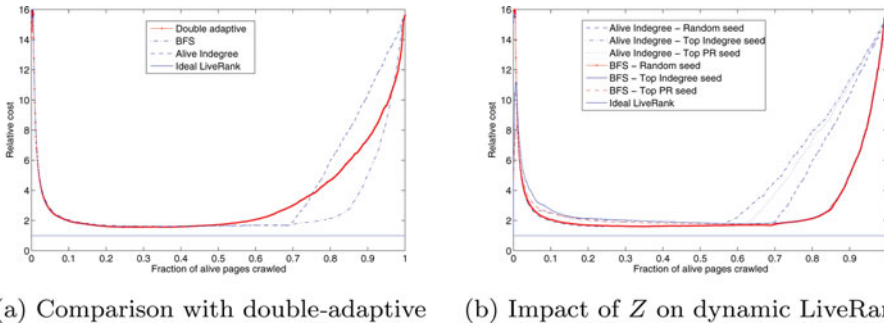 16
14
12
10
8
6
4
2
0
Relative cost
Double adaptive
BFS
Alive Indegree
Ideal LiveRank
0 0.1 0.2 0.3 0.4 0.5 0.6 0.7 0.8 0.9 1
Fraction of alive pages crawled
(a) Comparison with double-adaptive
16
14
12
10
8
6
4
2
0
Relative cost
Alive Indegree – Random seed
Alive Indegree – Top Indegree seed
Alive Indegree – Top PR seed
BFS – Random seed
BFS – Top Indegree seed
BFS – Top PR seed
Ideal LiveRank
0 0.1 0.2 0.3 0.4 0.5 0.6 0.7 0.8 0.9
Fraction of alive pages crawled
(b) Impact of Z on dynamic LiveRan